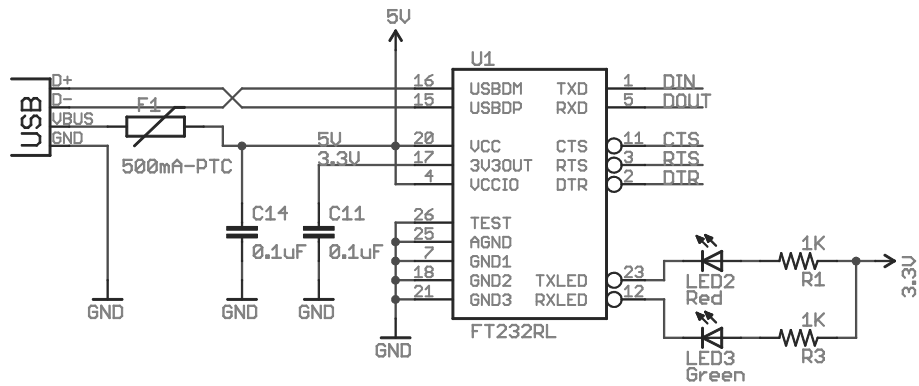 5V
U1
USB
D+
D-
VBUS
GND
F1
500mA-PTC
16 USBDM TXD 1 DIN
15 USBDP RXD 5 DOUT
5V 20 VCC CTS 11 CTS
3.3V 17 3V3OUT RTS 3 RTS
4 VCCIO DTR 2 DTR
26 TEST
25 AGND
7 GND1
18 GND2 TXLED 23
21 GND3 RXLED 12
FT232RL
C14
0.1uF
C11
0.1uF
GND
GND
GND
GND
LED2
Red
1K
R1
3.3V
LED3
Green
1K
R3